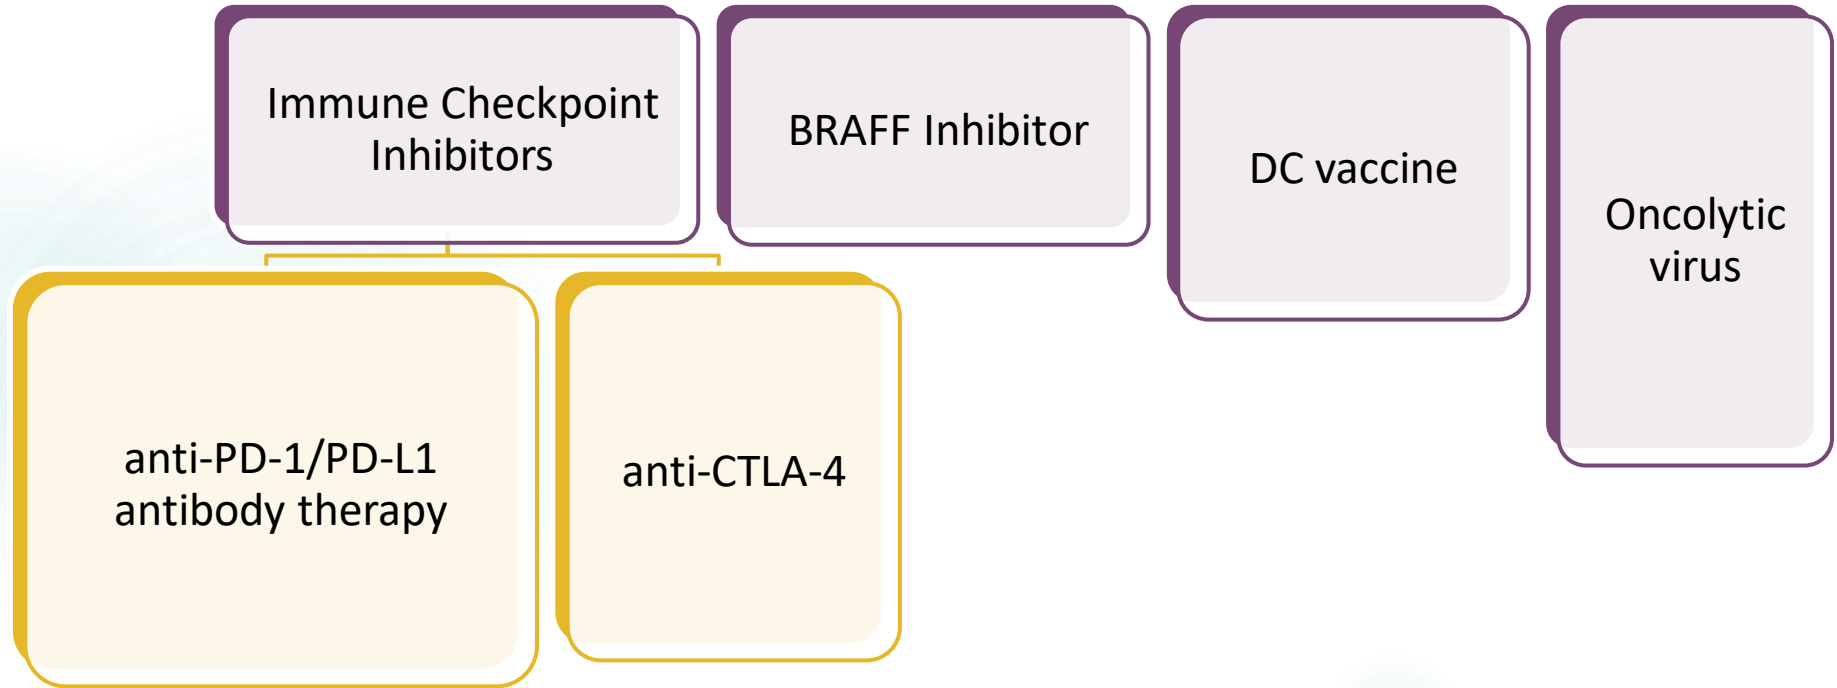 Immune Checkpoint
Inhibitors
BRAFF Inhibitor
DC vaccine
Oncolytic
virus
anti-PD-1/PD-L1
antibody therapy
anti-CTLA-4